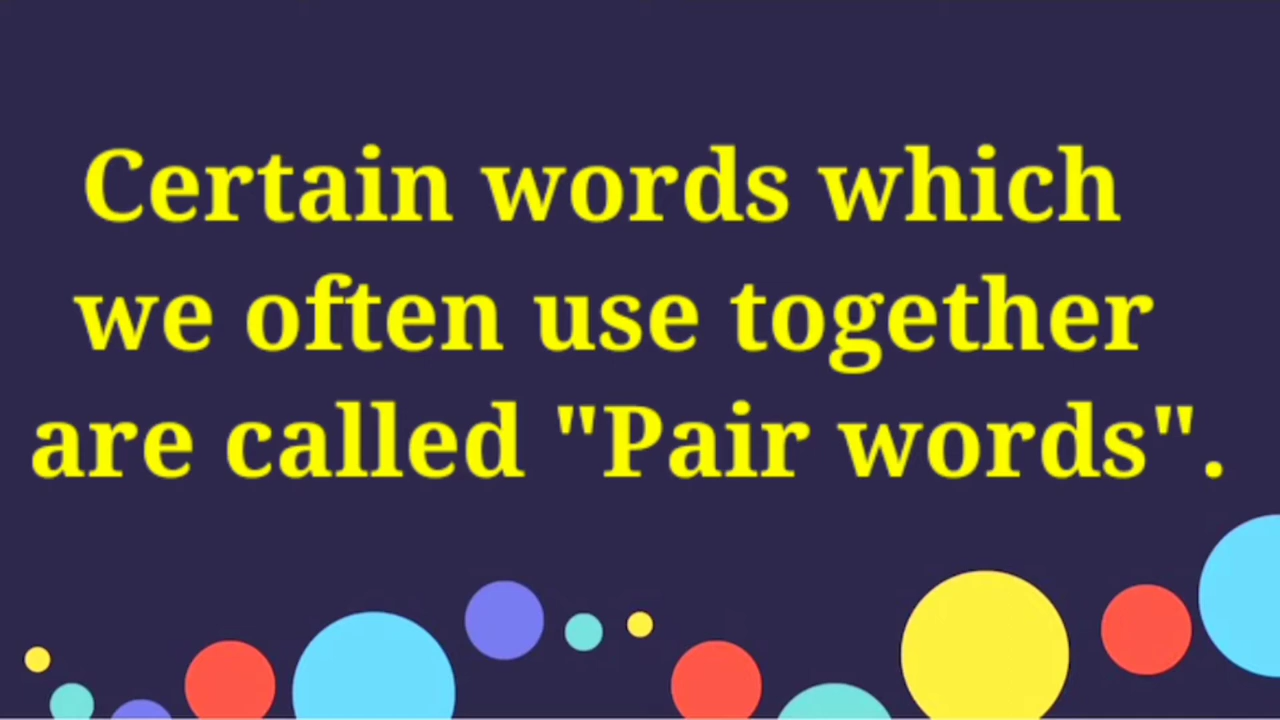 Certain words which
we often use together
are called "Pair words".